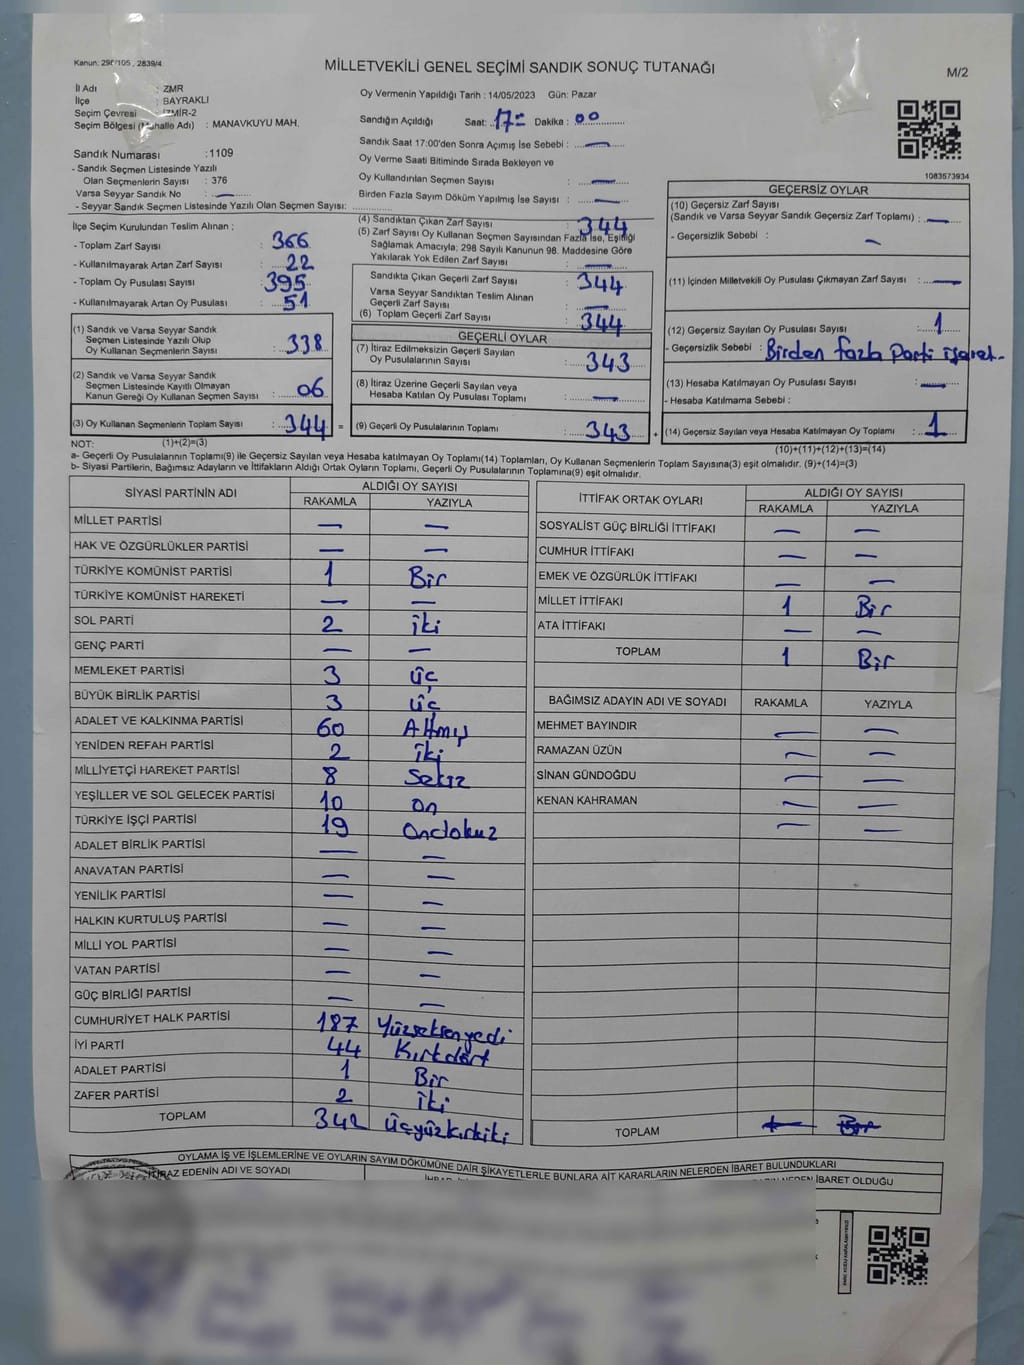 Kanun: 298/105 , 2839/4
MİLLETVEKİLİ GENEL SEÇİMİ SANDIK SONUÇ TUTANAĞI
M/2
İl Adı : İZMİR
İlçe : BAYRAKLI
Seçim Çevresi : İZMİR-2
Seçim Bölgesi (Mahalle Adı) : MANAVKUYU MAH.
Sandık Numarası :1109
- Sandık Seçmen Listesinde Yazılı
Olan Seçmenlerin Sayısı : 376
Varsa Seyyar Sandık No : —
- Seyyar Sandık Seçmen Listesinde Yazılı Olan Seçmen Sayısı:
Oy Vermenin Yapıldığı Tarih : 14/05/2023 Gün: Pazar
Sandığın Açıldığı Saat: 17 Dakika : 00
Sandık Saat 17:00'den Sonra Açımış İse Sebebi : —
Oy Verme Saati Bitiminde Sırada Bekleyen ve
Oy Kullandırılan Seçmen Sayısı : —
Birden Fazla Sayım Döküm Yapılmış İse Sayısı : —
1083573934
İlçe Seçim Kurulundan Teslim Alınan ;
- Toplam Zarf Sayısı : 366
- Kullanılmayarak Artan Zarf Sayısı : 22
- Toplam Oy Pusulası Sayısı : 395
- Kullanılmayarak Artan Oy Pusulası : 51
(1) Sandık ve Varsa Seyyar Sandık
Seçmen Listesinde Yazılı Olup
Oy Kullanan Seçmenlerin Sayısı : 338
(2) Sandık ve Varsa Seyyar Sandık
Seçmen Listesinde Kayıtlı Olmayan
Kanun Gereği Oy Kullanan Seçmen Sayısı : 06
(3) Oy Kullanan Seçmenlerin Toplam Sayısı : 344 =
(4) Sandıktan Çıkan Zarf Sayısı : 344
(5) Zarf Sayısı Oy Kullanan Seçmen Sayısından Fazla İse, Eşitliği
Sağlamak Amacıyla; 298 Sayılı Kanunun 98. Maddesine Göre
Yakılarak Yok Edilen Zarf Sayısı : —
Sandıkta Çıkan Geçerli Zarf Sayısı : 344
Varsa Seyyar Sandıktan Teslim Alınan
Geçerli Zarf Sayısı : —
(6) Toplam Geçerli Zarf Sayısı : 344
GEÇERLİ OYLAR
(7) İtiraz Edilmeksizin Geçerli Sayılan
Oy Pusulalarının Sayısı : 343
(8) İtiraz Üzerine Geçerli Sayılan veya
Hesaba Katılan Oy Pusulası Toplamı : —
(9) Geçerli Oy Pusulalarının Toplamı : 343 +
GEÇERSİZ OYLAR
(10) Geçersiz Zarf Sayısı
(Sandık ve Varsa Seyyar Sandık Geçersiz Zarf Toplamı) : —
- Geçersizlik Sebebi : —
(11) İçinden Milletvekili Oy Pusulası Çıkmayan Zarf Sayısı : —
(12) Geçersiz Sayılan Oy Pusulası Sayısı : 1
- Geçersizlik Sebebi : Birden fazla Parti işaret.
(13) Hesaba Katılmayan Oy Pusulası Sayısı : —
- Hesaba Katılmama Sebebi :
(14) Geçersiz Sayılan veya Hesaba Katılmayan Oy Toplamı : 1
NOT: (1)+(2)=(3)
(10)+(11)+(12)+(13)=(14)
a- Geçerli Oy Pusulalarının Toplamı(9) ile Geçersiz Sayılan veya Hesaba katılmayan Oy Toplamı(14) Toplamları, Oy Kullanan Seçmenlerin Toplam Sayısına(3) eşit olmalıdır. (9)+(14)=(3)
b- Siyasi Partilerin, Bağımsız Adayların ve İttifakların Aldığı Ortak Oyların Toplamı, Geçerli Oy Pusulalarının Toplamına(9) eşit olmalıdır.
SİYASİ PARTİNİN ADI ALDIĞI OY SAYISI
RAKAMLA YAZIYLA
MİLLET PARTİSİ — —
HAK VE ÖZGÜRLÜKLER PARTİSİ — —
TÜRKİYE KOMÜNİST PARTİSİ 1 Bir
TÜRKİYE KOMÜNİST HAREKETİ — —
SOL PARTİ 2 iki
GENÇ PARTİ — —
MEMLEKET PARTİSİ 3 üç
BÜYÜK BİRLİK PARTİSİ 3 üç
ADALET VE KALKINMA PARTİSİ 60 Altmış
YENİDEN REFAH PARTİSİ 2 iki
MİLLİYETÇİ HAREKET PARTİSİ 8 Sekiz
YEŞİLLER VE SOL GELECEK PARTİSİ 10 on
TÜRKİYE İŞÇİ PARTİSİ 19 ondokuz
ADALET BİRLİK PARTİSİ — —
ANAVATAN PARTİSİ — —
YENİLİK PARTİSİ — —
HALKIN KURTULUŞ PARTİSİ — —
MİLLİ YOL PARTİSİ — —
VATAN PARTİSİ — —
GÜÇ BİRLİĞİ PARTİSİ — —
CUMHURİYET HALK PARTİSİ 187 Yüzseksenyedi
İYİ PARTİ 44 Kırkdört
ADALET PARTİSİ 1 Bir
ZAFER PARTİSİ 2 İki
TOPLAM 342 üçyüzkırkiki
İTTİFAK ORTAK OYLARI ALDIĞI OY SAYISI
RAKAMLA YAZIYLA
SOSYALİST GÜÇ BİRLİĞİ İTTİFAKI — —
CUMHUR İTTİFAKI — —
EMEK VE ÖZGÜRLÜK İTTİFAKI — —
MİLLET İTTİFAKI 1 Bir
ATA İTTİFAKI — —
TOPLAM 1 Bir
BAĞIMSIZ ADAYIN ADI VE SOYADI RAKAMLA YAZIYLA
MEHMET BAYINDIR — —
RAMAZAN ÜZÜN — —
SİNAN GÜNDOĞDU — —
KENAN KAHRAMAN — —
— —
TOPLAM 1 Bir
OYLAMA İŞ VE İŞLEMLERİNE VE OYLARIN SAYIM DÖKÜMÜNE DAİR ŞİKAYETLERLE BUNLARA AİT KARARLARIN NELERDEN İBARET BULUNDUKLARI
İTİRAZ EDENİN ADI VE SOYADI
İBARET OLDUĞU